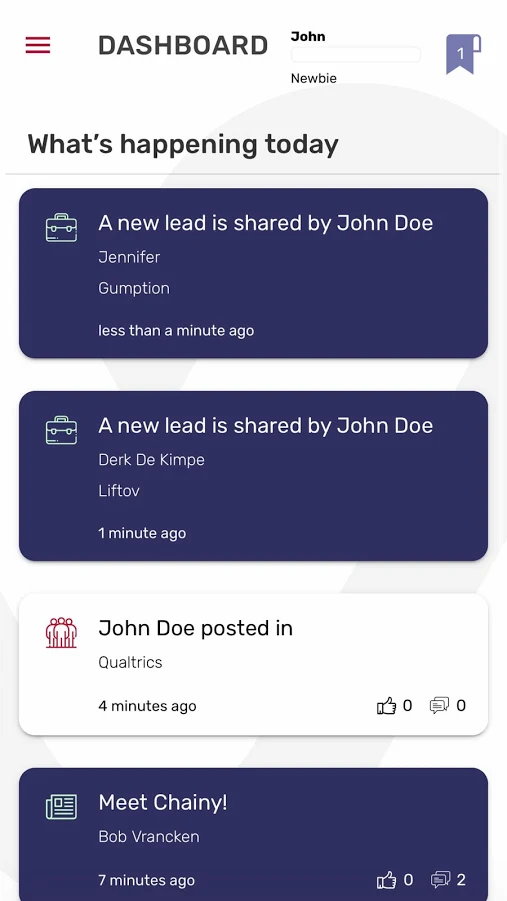 DASHBOARD
John
Newbie
1
What's happening today
A new lead is shared by John Doe
Jennifer
Gumption
less than a minute ago
A new lead is shared by John Doe
Derk De Kimpe
Liftov
1 minute ago
John Doe posted in
Qualtrics
4 minutes ago 0 0
Meet Chainy!
Bob Vrancken
7 minutes ago 0 2